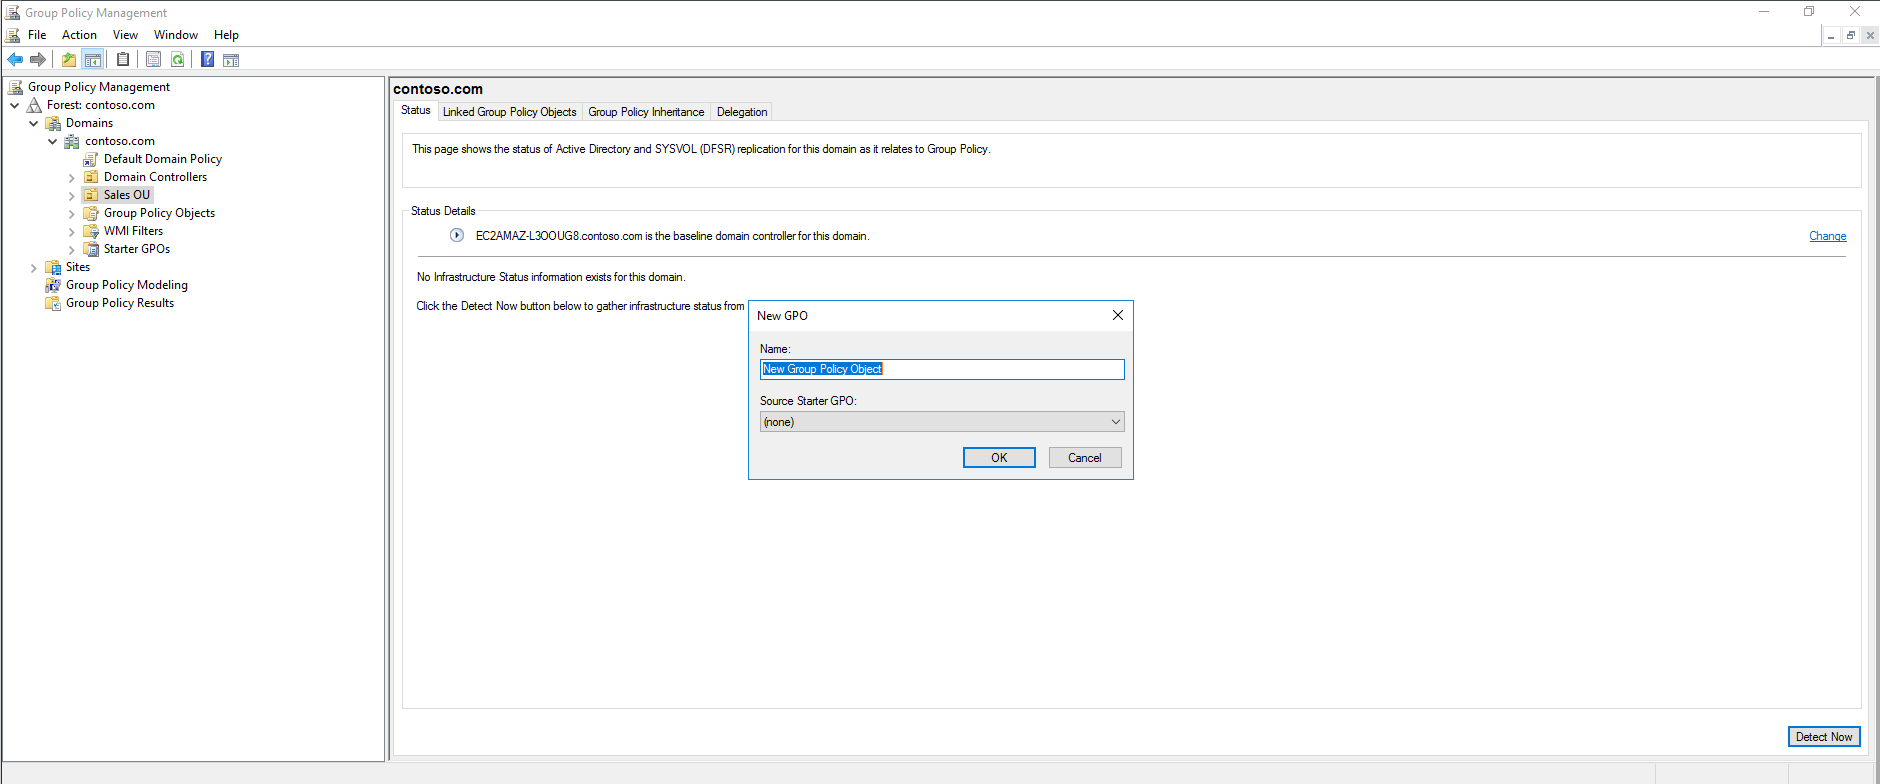 Group Policy Management
File Action View Window Help
Group Policy Management
Forest: contoso.com
Domains
contoso.com
Default Domain Policy
Domain Controllers
Sales OU
Group Policy Objects
WMI Filters
Starter GPOs
Sites
Group Policy Modeling
Group Policy Results
contoso.com
Status Linked Group Policy Objects Group Policy Inheritance Delegation
This page shows the status of Active Directory and SYSVOL (DFSR) replication for this domain as it relates to Group Policy.
Status Details
EC2AMAZ-L3OOUG8.contoso.com is the baseline domain controller for this domain.
Change
No Infrastructure Status information exists for this domain.
Click the Detect Now button below to gather infrastructure status from
New GPO
Name:
New Group Policy Object
Source Starter GPO:
(none)
OK Cancel
Detect Now